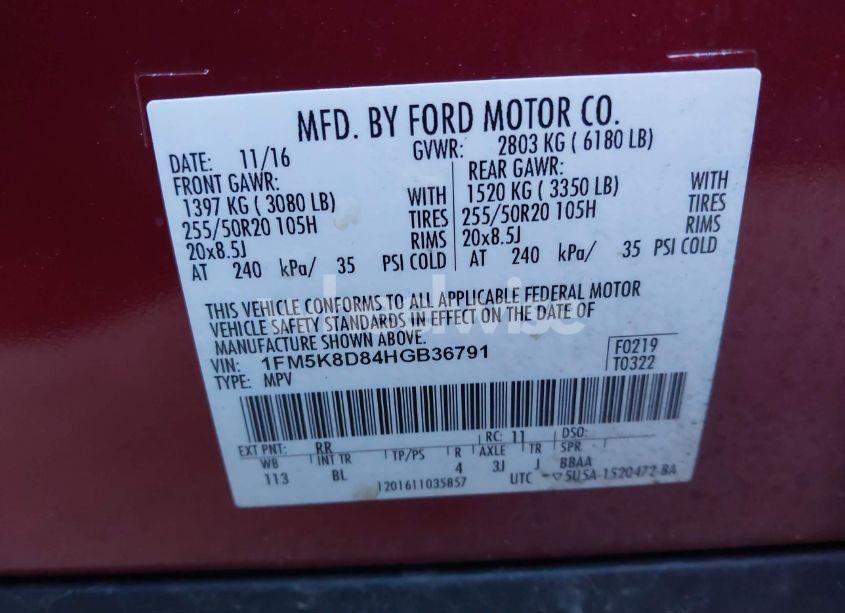 MFD. BY FORD MOTOR CO.
DATE: 11/16 GVWR: 2803 KG ( 6180 LB)
FRONT GAWR: REAR GAWR:
1397 KG ( 3080 LB) WITH 1520 KG ( 3350 LB) WITH
255/50R20 105H TIRES 255/50R20 105H TIRES
20x8.5J RIMS 20x8.5J RIMS
AT 240 kPa/ 35 PSI COLD AT 240 kPa/ 35 PSI COLD
THIS VEHICLE CONFORMS TO ALL APPLICABLE FEDERAL MOTOR
VEHICLE SAFETY STANDARDS IN EFFECT ON THE DATE OF
MANUFACTURE SHOWN ABOVE.
VIN: 1FM5K8D84HGB36791 F0219
TYPE: MPV T0322
EXT PNT: RR RC: 11 DSO:
WB INT TR TP/PS R AXLE TR SPR
113 BL 4 3J J BBAA
1201611035857 UTC ▽5U5A-1520472-BA